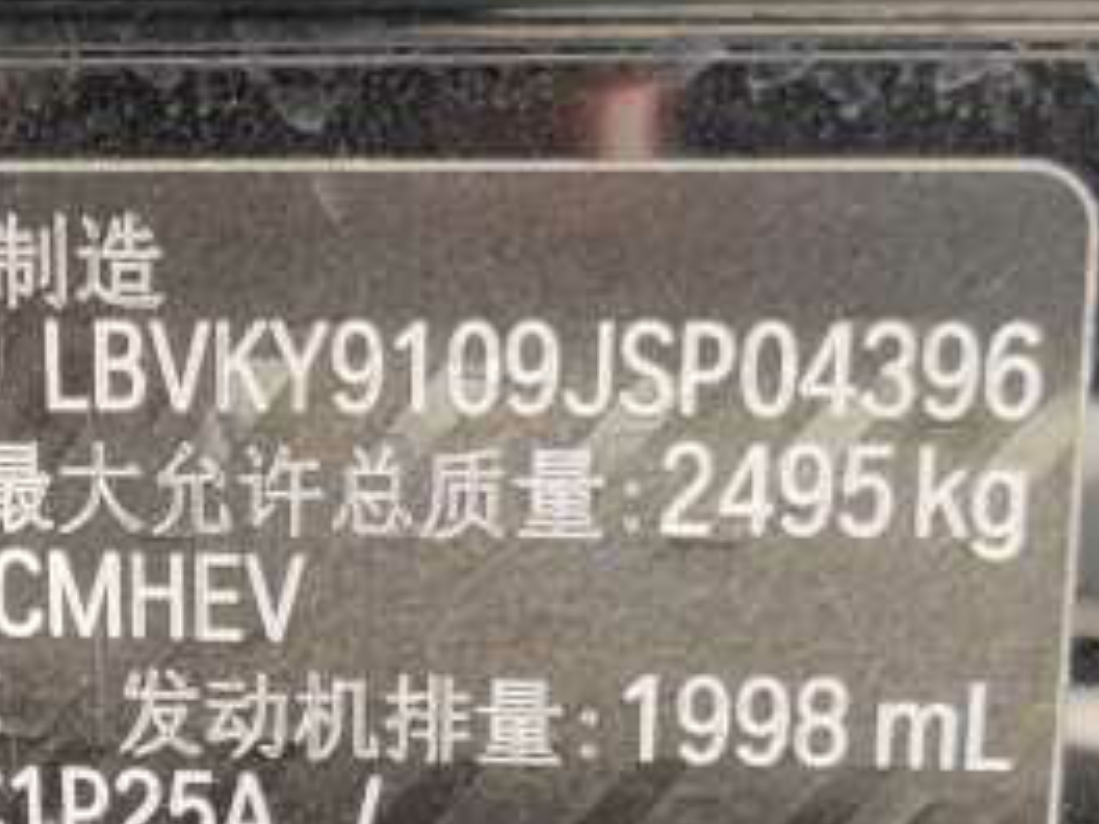 制造
LBVKY9109JSP04396
最大允许总质量:2495 kg
CMHEV
发动机排量:1998 mL
1P25A /